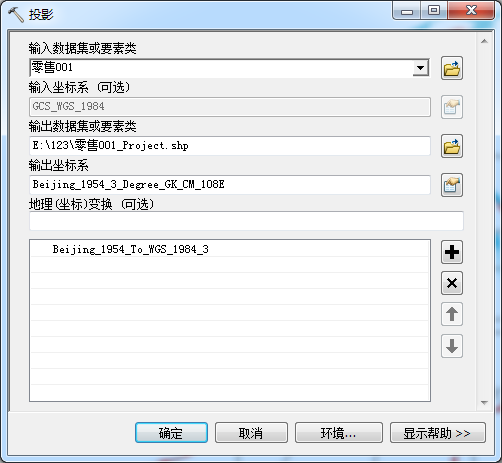 投影
输入数据集或要素类
零售001
输入坐标系 (可选)
GCS_WGS_1984
输出数据集或要素类
E:\123\零售001_Project.shp
输出坐标系
Beijing_1954_3_Degree_GK_CM_108E
地理(坐标)变换 (可选)
Beijing_1954_To_WGS_1984_3
确定
取消
环境...
显示帮助 >>